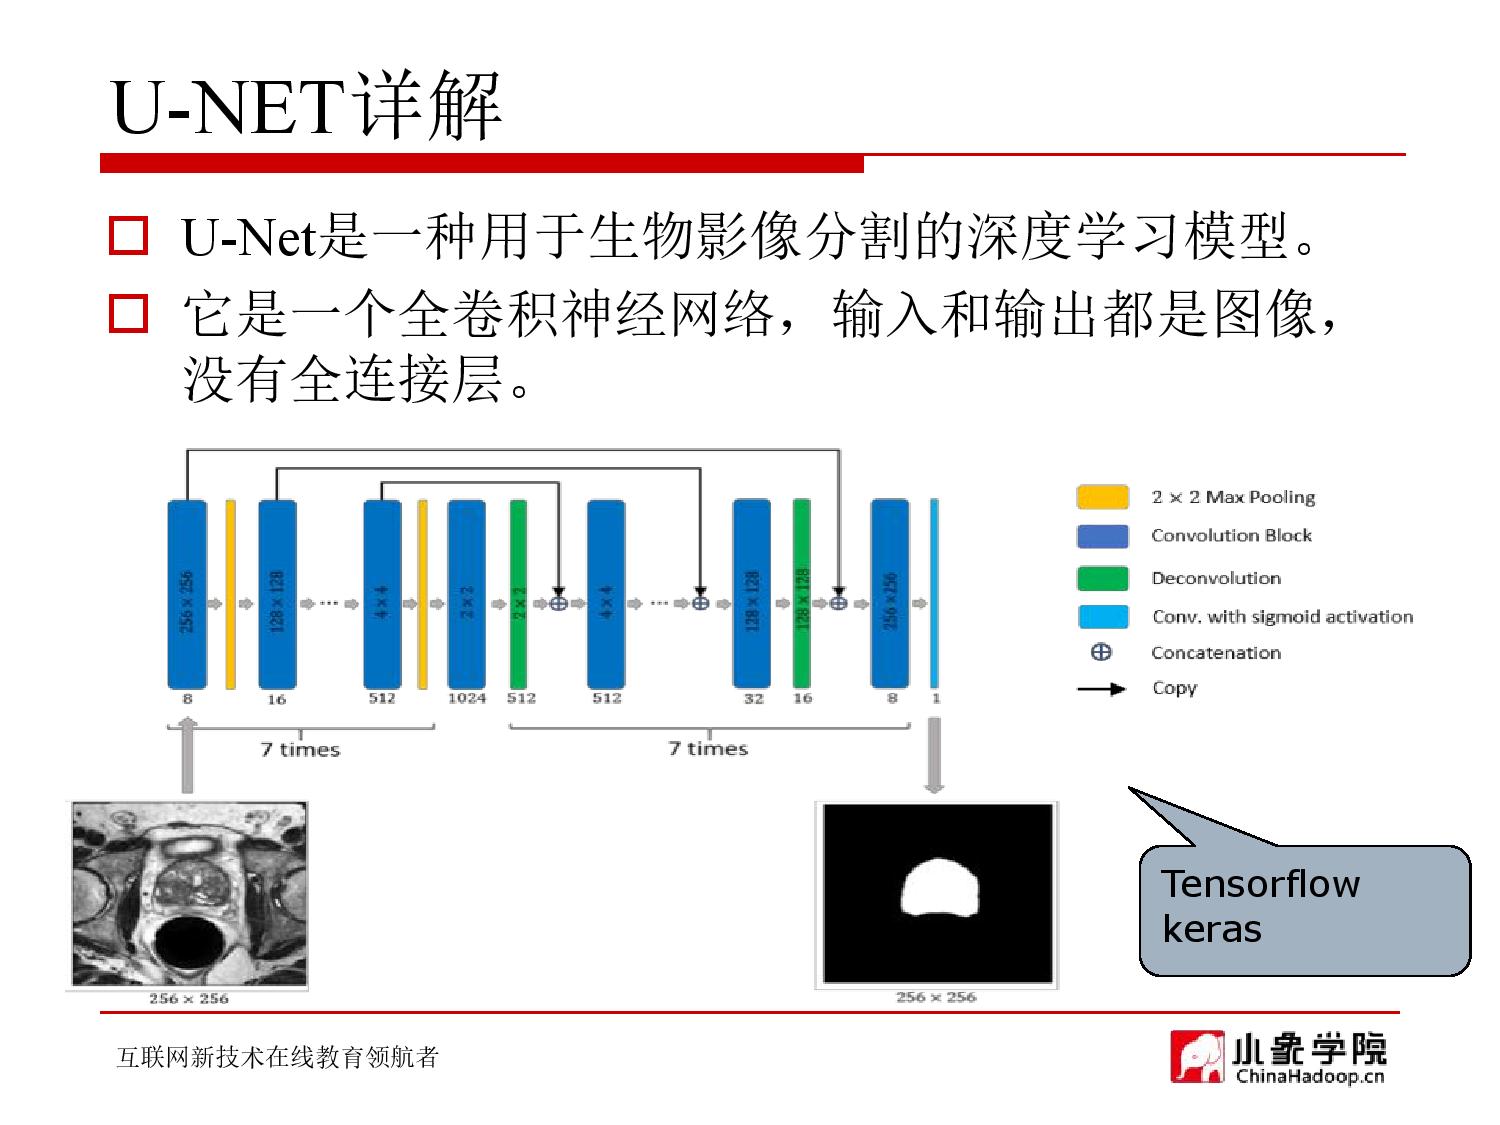 U-NET详解
U-Net是一种用于生物影像分割的深度学习模型。
它是一个全卷积神经网络，输入和输出都是图像，
没有全连接层。
256 × 256
128 × 128
...
4 × 4
2 × 2
2 × 2
4 × 4
...
128 × 128
128 × 128
256 × 256
8
16
512
1024
512
512
32
16
8
1
7 times
7 times
2 × 2 Max Pooling
Convolution Block
Deconvolution
Conv. with sigmoid activation
Concatenation
Copy
Tensorflow
keras
256 × 256
256 × 256
互联网新技术在线教育领航者
小象学院
ChinaHadoop.cn